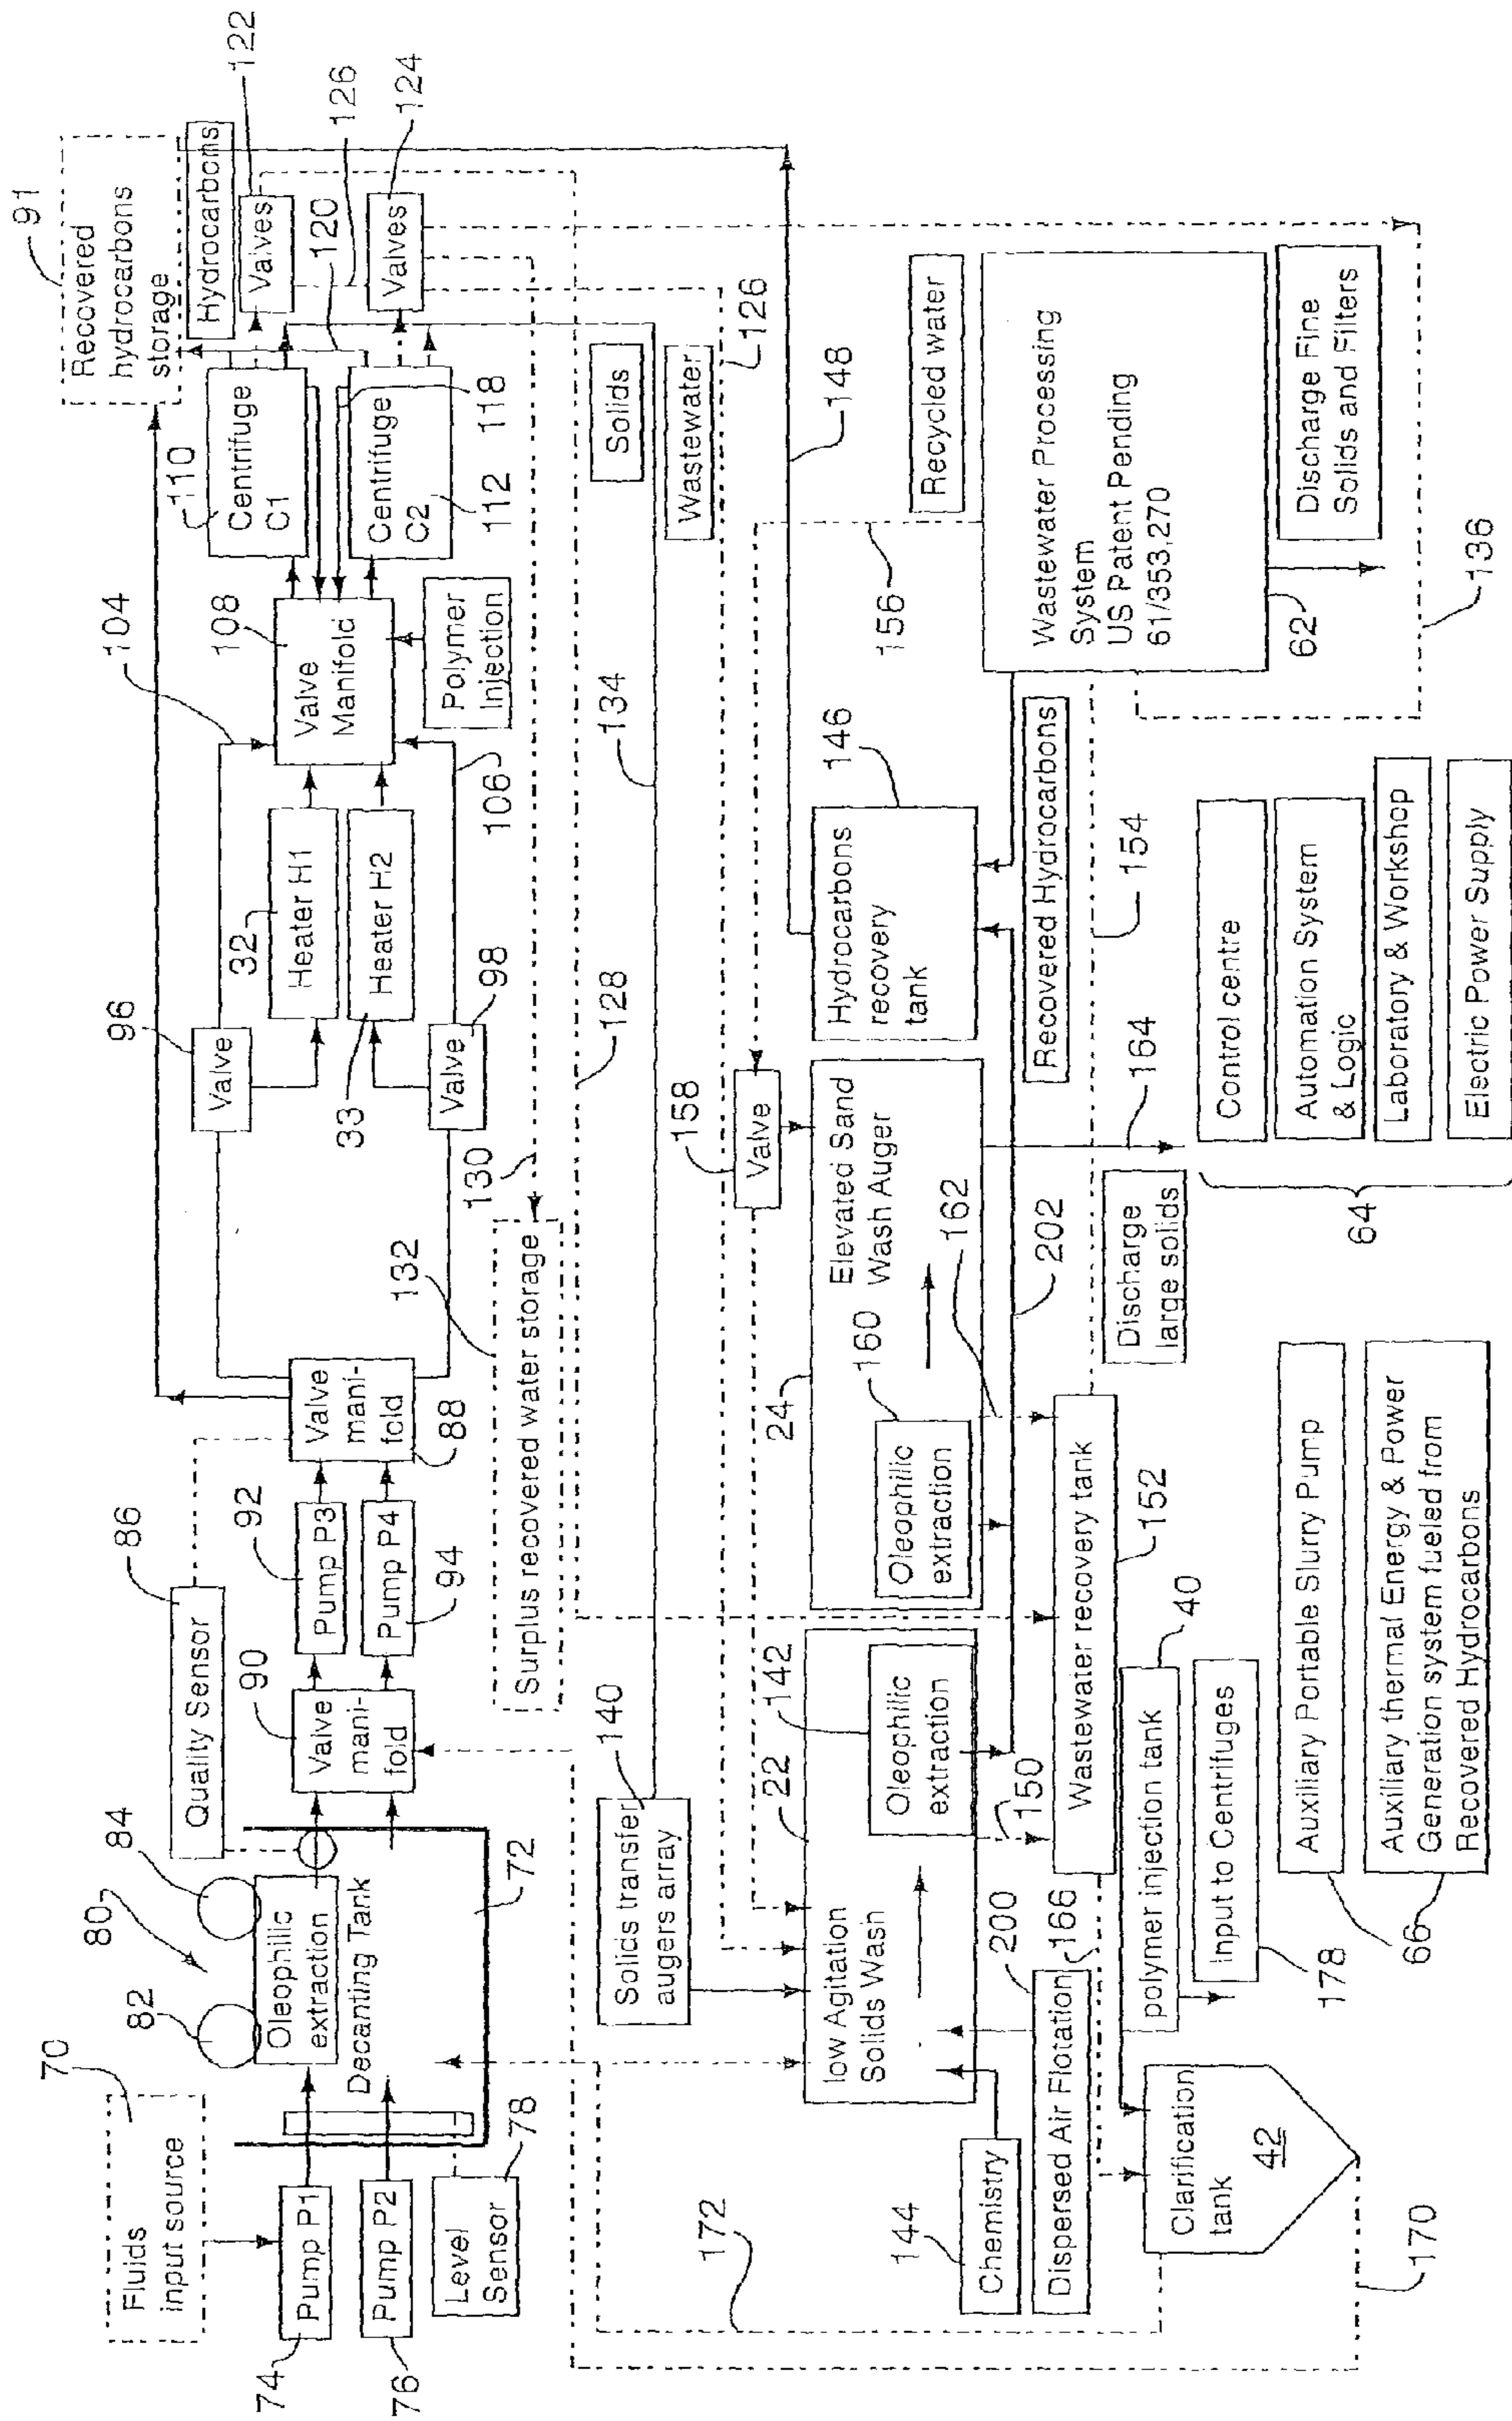 70
Fluids
input source
74
Pump P1
76
Pump P2
Level
Sensor
78
80
82
84
Oleophilic
extraction
Decanting Tank
72
Quality Sensor
86
90
Valve
mani-
fold
92
Pump P3
Pump P4
94
Valve
mani-
fold
88
96
Valve
Valve
98
32
Heater H1
33
Heater H2
104
106
108
Valve
Manifold
Polymer
Injection
110
Centrifuge
C1
Centrifuge
C2
112
118
91
Recovered
hydrocarbons
storage
Hydrocarbons
Valves
122
120
126
Valves
124
132
Surplus recovered water storage
130
128
134
Solids
Wastewater
126
140
Solids transfer
augers array
172
144
Chemistry
Dispersed Air Flotation
200
166
low Agitation
Solids Wash
22
142
Oleophilic
extraction
150
24
Elevated Sand
Wash Auger
160
Oleophilic
extraction
162
158
Valve
202
Hydrocarbons
recovery
tank
146
148
156
Recycled water
Wastewater Processing
System
US Patent Pending
61/353,270
62
Recovered Hydrocarbons
154
Discharge Fine
Solids and Filters
136
Wastewater recovery tank
152
Discharge
large solids
164
polymer injection tank
40
Input to Centrifuges
178
Clarification
tank
42
170
Auxiliary Portable Slurry Pump
Auxiliary thermal Energy & Power
Generation system fueled from
Recovered Hydrocarbons
66
Control centre
Automation System
& Logic
Laboratory & Workshop
Electric Power Supply
64